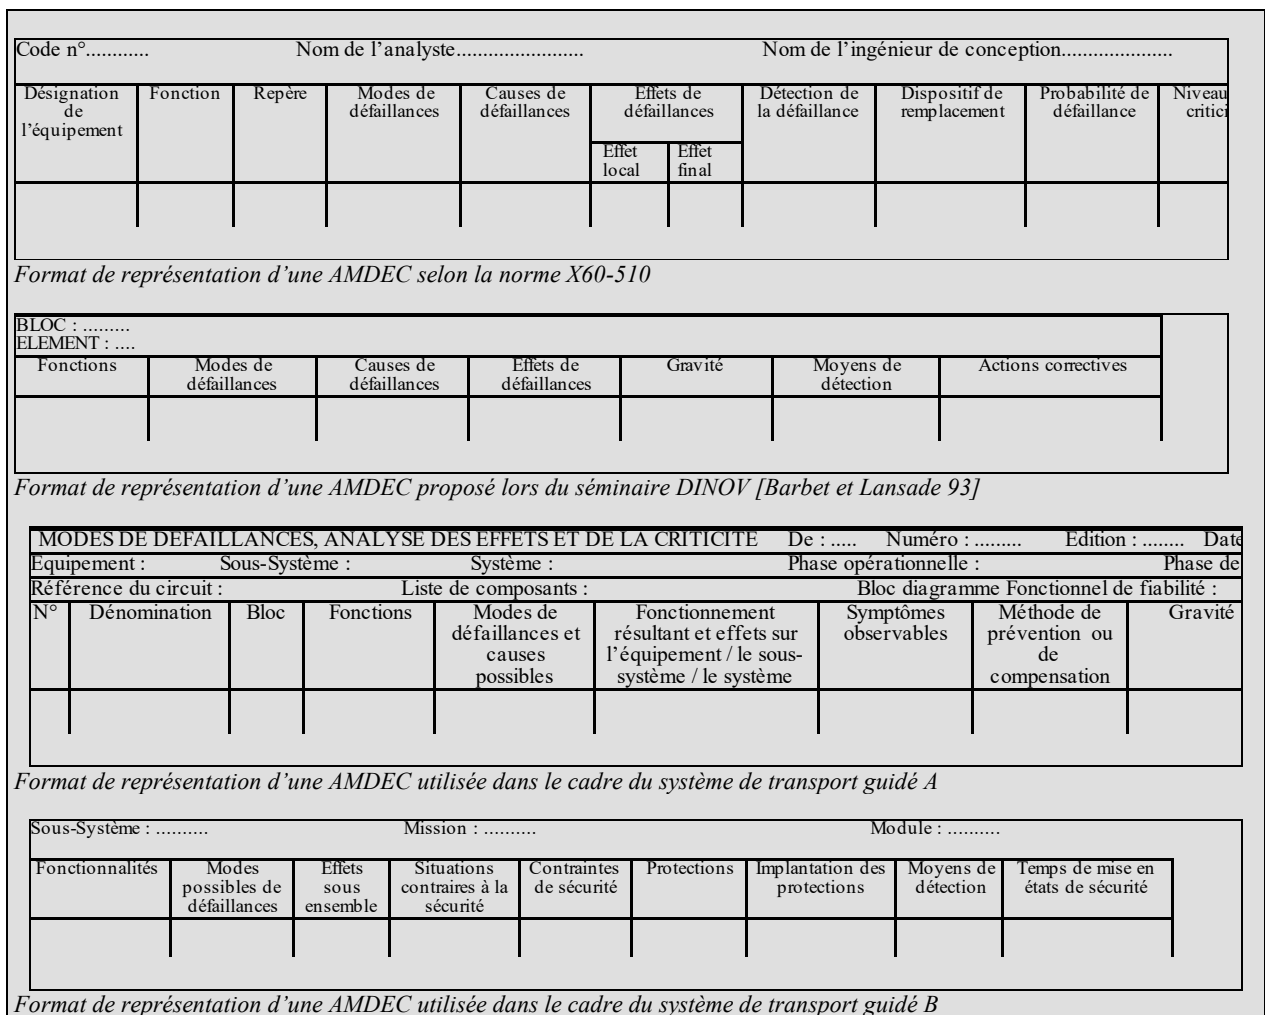 Code n°............ Nom de l'analyste........................ Nom de l'ingénieur de conception.....................
Désignation de l'équipement Fonction Repère Modes de défaillances Causes de défaillances Effets de défaillances Détection de la défaillance Dispositif de remplacement Probabilité de défaillance Niveau critici
Effet local Effet final
Format de représentation d'une AMDEC selon la norme X60-510
BLOC : .........
ELEMENT : ....
Fonctions Modes de défaillances Causes de défaillances Effets de défaillances Gravité Moyens de détection Actions correctives
Format de représentation d'une AMDEC proposé lors du séminaire DINOV [Barbet et Lansade 93]
MODES DE DEFAILLANCES, ANALYSE DES EFFETS ET DE LA CRITICITE De : ..... Numéro : ......... Edition : ........ Date
Equipement : Sous-Système : Système : Phase opérationnelle : Phase de
Référence du circuit : Liste de composants : Bloc diagramme Fonctionnel de fiabilité :
N° Dénomination Bloc Fonctions Modes de défaillances et causes possibles Fonctionnement résultant et effets sur l'équipement / le sous-système / le système Symptômes observables Méthode de prévention ou de compensation Gravité
Format de représentation d'une AMDEC utilisée dans le cadre du système de transport guidé A
Sous-Système : .......... Mission : .......... Module : ..........
Fonctionnalités Modes possibles de défaillances Effets sous ensemble Situations contraires à la sécurité Contraintes de sécurité Protections Implantation des protections Moyens de détection Temps de mise en états de sécurité
Format de représentation d'une AMDEC utilisée dans le cadre du système de transport guidé B